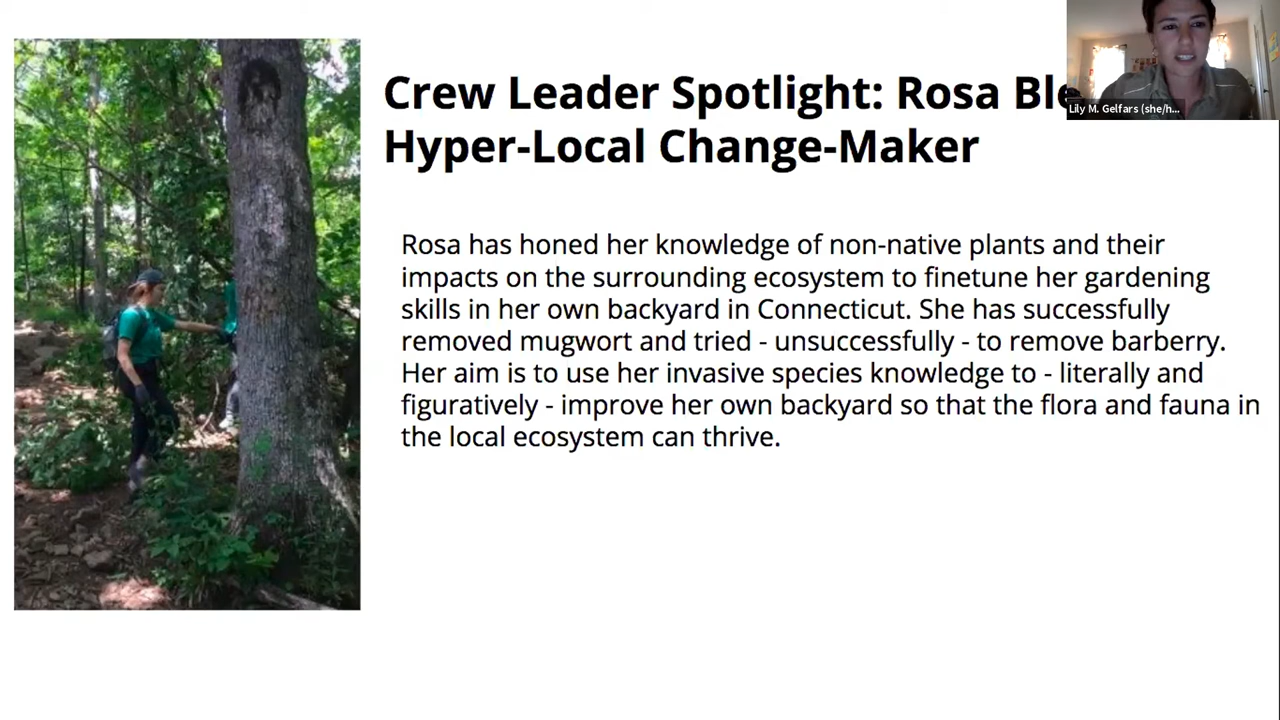 Crew Leader Spotlight: Rosa
Hyper-Local Change-Maker
Lily M. Gelfars (she/h...
Rosa has honed her knowledge of non-native plants and their
impacts on the surrounding ecosystem to finetune her gardening
skills in her own backyard in Connecticut. She has successfully
removed mugwort and tried - unsuccessfully - to remove barberry.
Her aim is to use her invasive species knowledge to - literally and
figuratively - improve her own backyard so that the flora and fauna in
the local ecosystem can thrive.